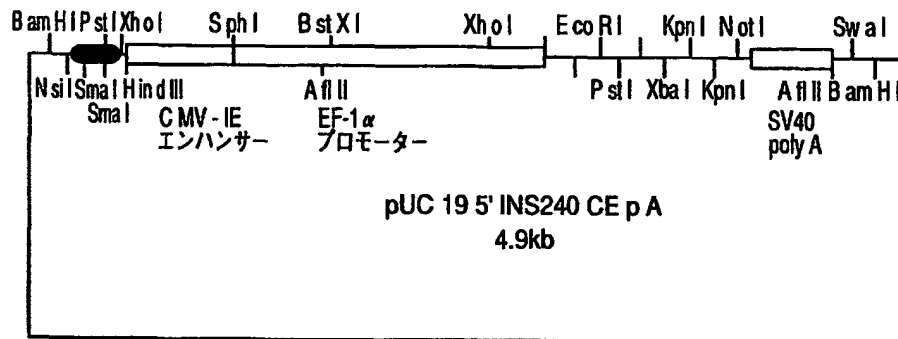 BamHI PstI XhoI SphI BstXI XhoI EcoRI KpnI NotI SwaI
NsiI SmaI HindIII AflII PstI XbaI KpnI AflII BamHI
SmaI CMV-IE EF-1α SV40
エンハンサー プロモーター poly A
pUC 19 5' INS240 CE p A
4.9kb